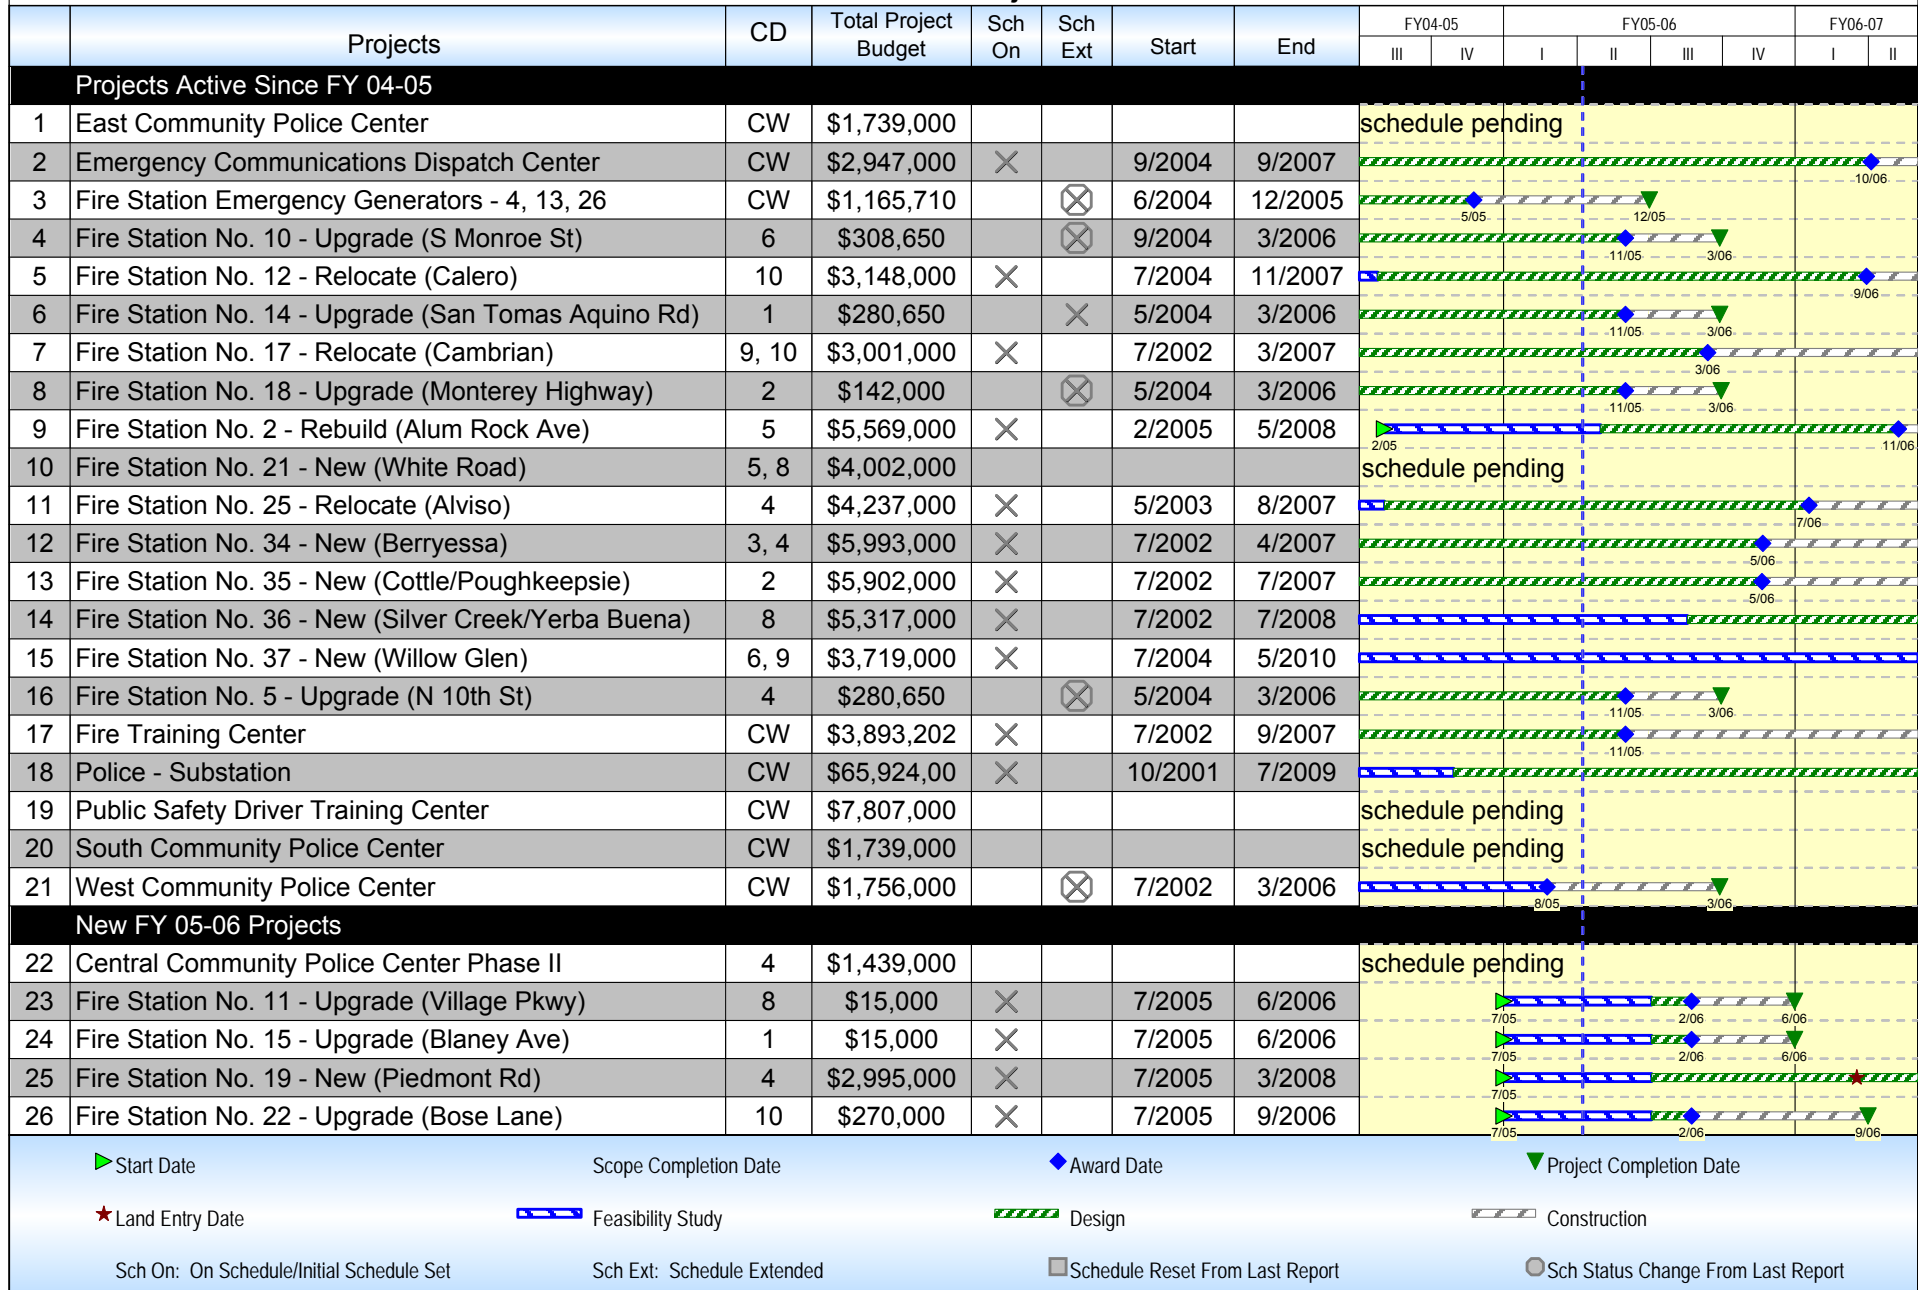 Projects CD Total Project Budget Sch On Sch Ext Start End FY04-05 FY05-06 FY06-07
III IV I II III IV I II
Projects Active Since FY 04-05
1 East Community Police Center CW $1,739,000 schedule pending
2 Emergency Communications Dispatch Center CW $2,947,000 9/2004 9/2007 10/06
3 Fire Station Emergency Generators - 4, 13, 26 CW $1,165,710 6/2004 12/2005 5/05 12/05
4 Fire Station No. 10 - Upgrade (S Monroe St) 6 $308,650 9/2004 3/2006 11/05 3/06
5 Fire Station No. 12 - Relocate (Calero) 10 $3,148,000 7/2004 11/2007 9/06
6 Fire Station No. 14 - Upgrade (San Tomas Aquino Rd) 1 $280,650 5/2004 3/2006 11/05 3/06
7 Fire Station No. 17 - Relocate (Cambrian) 9, 10 $3,001,000 7/2002 3/2007 3/06
8 Fire Station No. 18 - Upgrade (Monterey Highway) 2 $142,000 5/2004 3/2006 11/05 3/06
9 Fire Station No. 2 - Rebuild (Alum Rock Ave) 5 $5,569,000 2/2005 5/2008 2/05 11/06
10 Fire Station No. 21 - New (White Road) 5, 8 $4,002,000 schedule pending
11 Fire Station No. 25 - Relocate (Alviso) 4 $4,237,000 5/2003 8/2007 7/06
12 Fire Station No. 34 - New (Berryessa) 3, 4 $5,993,000 7/2002 4/2007 5/06
13 Fire Station No. 35 - New (Cottle/Poughkeepsie) 2 $5,902,000 7/2002 7/2007 5/06
14 Fire Station No. 36 - New (Silver Creek/Yerba Buena) 8 $5,317,000 7/2002 7/2008
15 Fire Station No. 37 - New (Willow Glen) 6, 9 $3,719,000 7/2004 5/2010
16 Fire Station No. 5 - Upgrade (N 10th St) 4 $280,650 5/2004 3/2006 11/05 3/06
17 Fire Training Center CW $3,893,202 7/2002 9/2007 11/05
18 Police - Substation CW $65,924,00 10/2001 7/2009
19 Public Safety Driver Training Center CW $7,807,000 schedule pending
20 South Community Police Center CW $1,739,000 schedule pending
21 West Community Police Center CW $1,756,000 7/2002 3/2006 8/05 3/06
New FY 05-06 Projects
22 Central Community Police Center Phase II 4 $1,439,000 schedule pending
23 Fire Station No. 11 - Upgrade (Village Pkwy) 8 $15,000 7/2005 6/2006 7/05 2/06 6/06
24 Fire Station No. 15 - Upgrade (Blaney Ave) 1 $15,000 7/2005 6/2006 7/05 2/06 6/06
25 Fire Station No. 19 - New (Piedmont Rd) 4 $2,995,000 7/2005 3/2008 7/05
26 Fire Station No. 22 - Upgrade (Bose Lane) 10 $270,000 7/2005 9/2006 7/05 2/06 9/06
Start Date Scope Completion Date Award Date Project Completion Date
Land Entry Date Feasibility Study Design Construction
Sch On: On Schedule/Initial Schedule Set Sch Ext: Schedule Extended Schedule Reset From Last Report Sch Status Change From Last Report